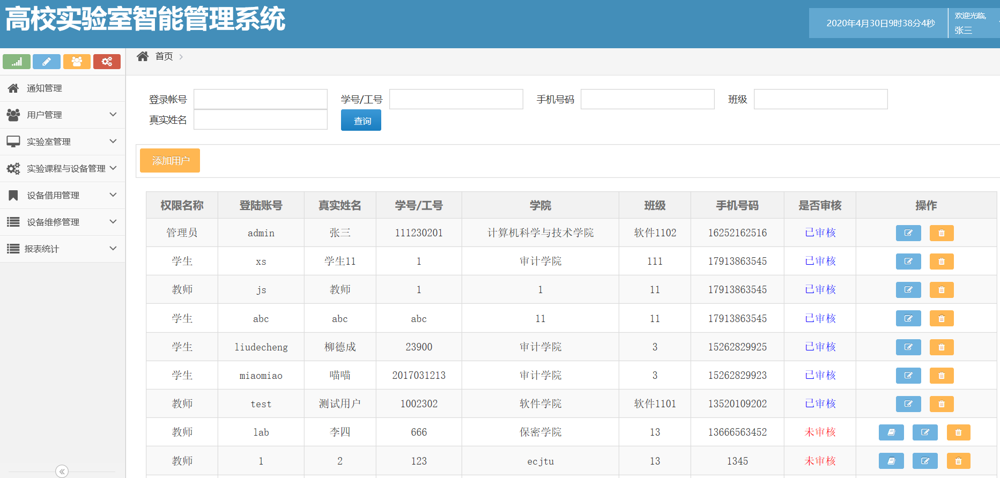 高校实验室智能管理系统
2020年4月30日9时38分4秒
欢迎光临,
张三
首页
通知管理
用户管理
实验室管理
实验课程与设备管理
设备借用管理
设备维修管理
报表统计
登录帐号 学号/工号 手机号码 班级
真实姓名 查询
添加用户
权限名称 登陆账号 真实姓名 学号/工号 学院 班级 手机号码 是否审核 操作
管理员 admin 张三 111230201 计算机科学与技术学院 软件1102 16252162516 已审核
学生 xs 学生11 1 审计学院 111 17913863545 已审核
教师 js 教师 1 1 11 17913863545 已审核
学生 abc abc abc 11 11 17913863545 已审核
学生 liudecheng 柳德成 23900 审计学院 3 15262829925 已审核
学生 miaomiao 喵喵 2017031213 审计学院 3 15262829923 已审核
教师 test 测试用户 1002302 软件学院 软件1101 13520109202 已审核
教师 lab 李四 666 保密学院 13 13666563452 未审核
教师 1 2 123 ecjtu 13 1345 未审核